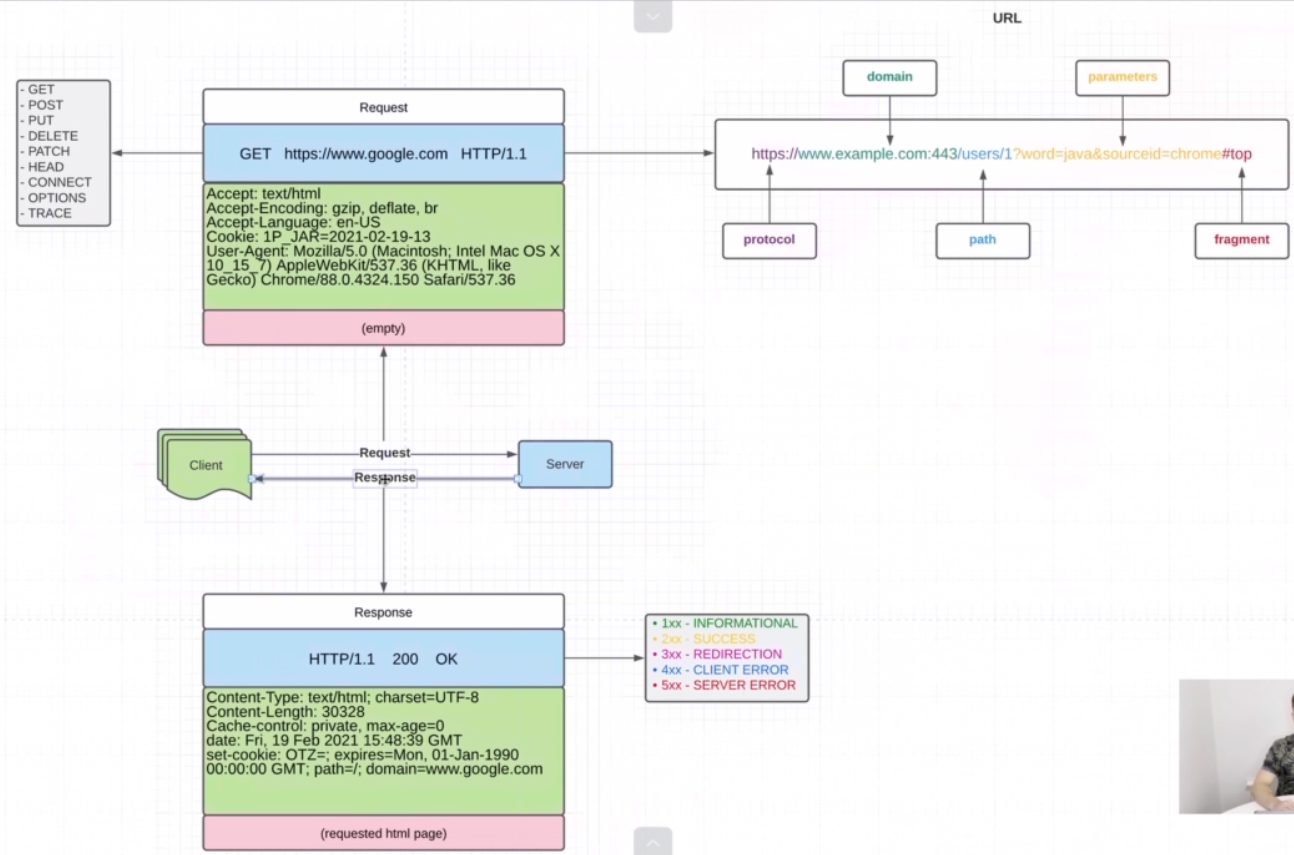 URL
domain
parameters
https://www.example.com:443/users/1?word=java&sourceid=chrome#top
protocol
path
fragment
- GET
- POST
- PUT
- DELETE
- PATCH
- HEAD
- CONNECT
- OPTIONS
- TRACE
Request
GET https://www.google.com HTTP/1.1
Accept: text/html
Accept-Encoding: gzip, deflate, br
Accept-Language: en-US
Cookie: 1P_JAR=2021-02-19-13
User-Agent: Mozilla/5.0 (Macintosh; Intel Mac OS X
10_15_7) AppleWebKit/537.36 (KHTML, like
Gecko) Chrome/88.0.4324.150 Safari/537.36
(empty)
Client
Request
Response
Server
Response
HTTP/1.1 200 OK
Content-Type: text/html; charset=UTF-8
Content-Length: 30328
Cache-control: private, max-age=0
date: Fri, 19 Feb 2021 15:48:39 GMT
set-cookie: OTZ=; expires=Mon, 01-Jan-1990
00:00:00 GMT; path=/; domain=www.google.com
(requested html page)
• 1xx - INFORMATIONAL
• 2xx - SUCCESS
• 3xx - REDIRECTION
• 4xx - CLIENT ERROR
• 5xx - SERVER ERROR